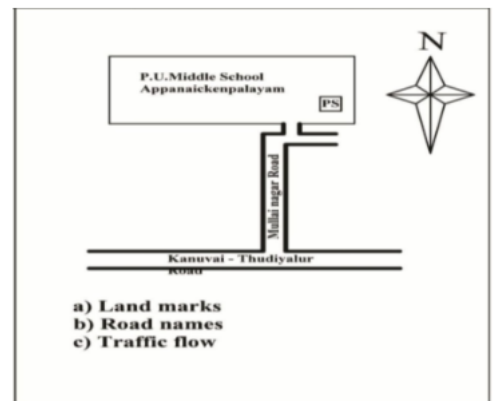 N
P.U.Middle School
Appanaickenpalayam
PS
Mullai nagar Road
Kanuvai - Thudiyalur
Road
a) Land marks
b) Road names
c) Traffic flow